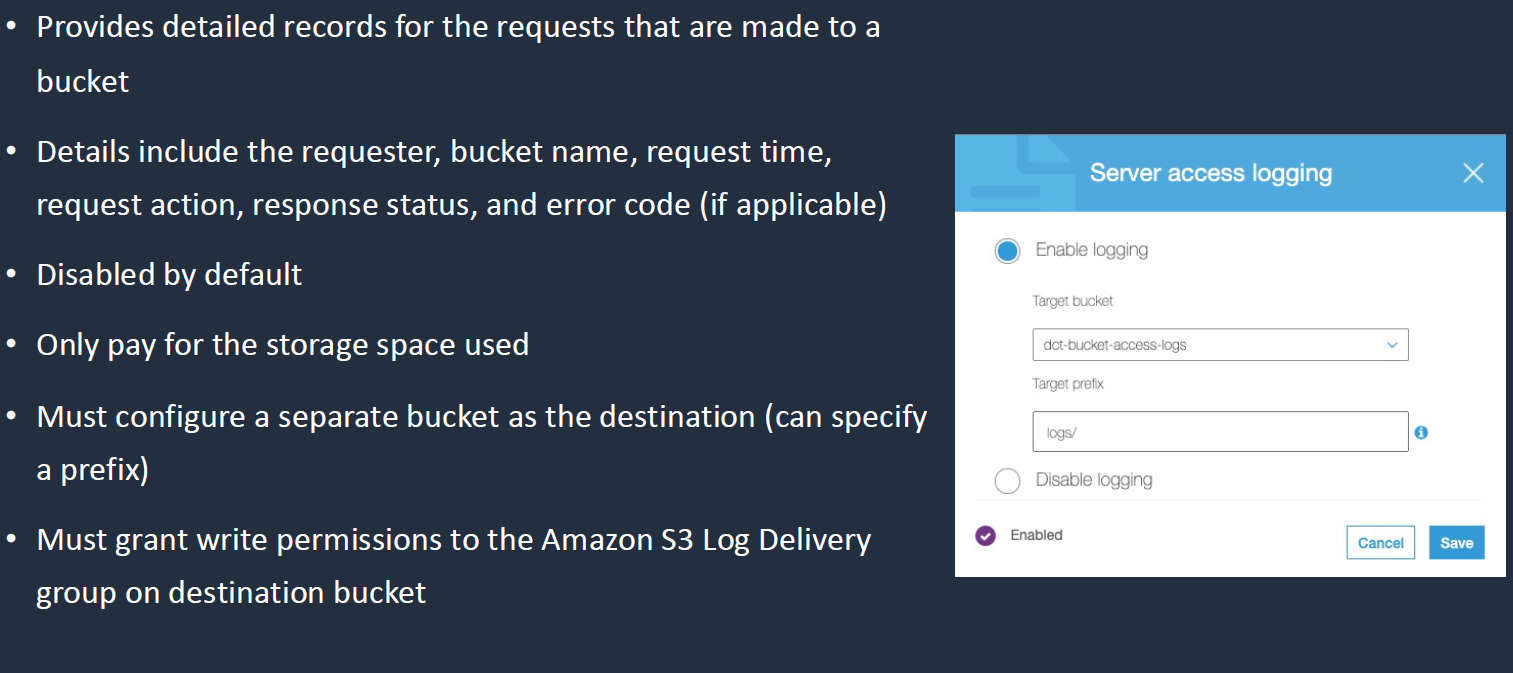 • Provides detailed records for the requests that are made to a
bucket
• Details include the requester, bucket name, request time,
request action, response status, and error code (if applicable)
• Disabled by default
• Only pay for the storage space used
• Must configure a separate bucket as the destination (can specify
a prefix)
• Must grant write permissions to the Amazon S3 Log Delivery
group on destination bucket
Server access logging
Enable logging
Target bucket
dct-bucket-access-logs
Target prefix
logs/
Disable logging
Enabled
Cancel
Save